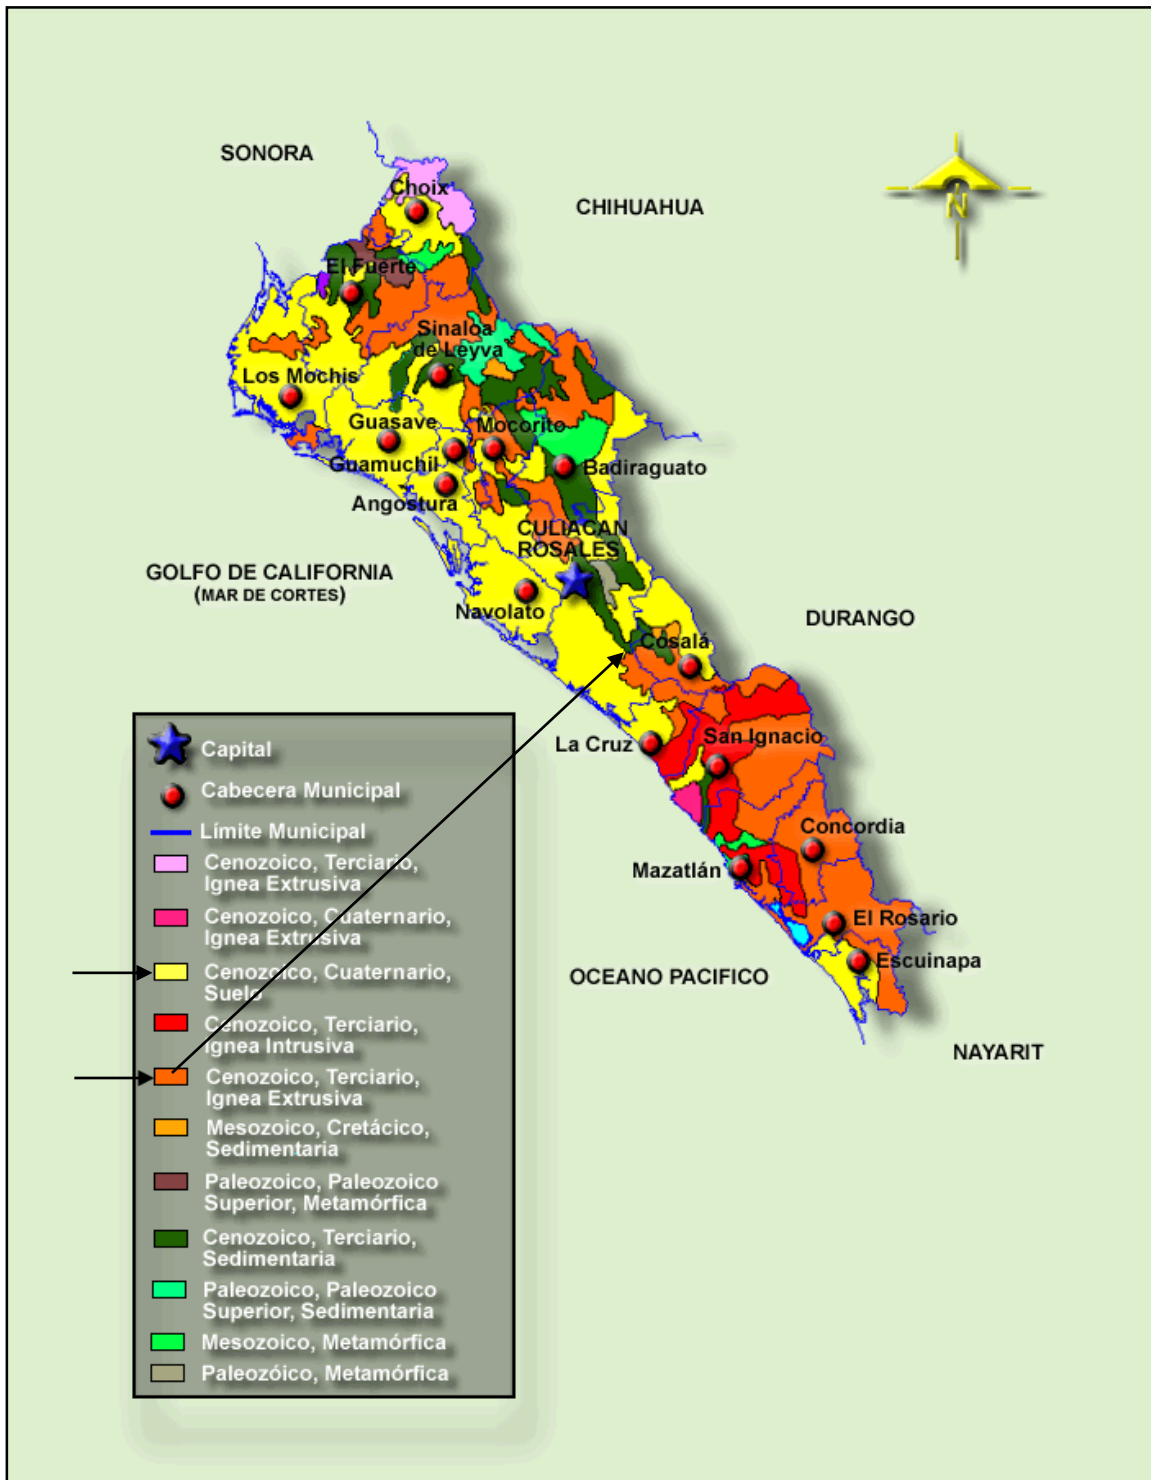 SONORA
CHIHUAHUA
N
Choix
El Fuerte
Sinaloa
de Leyva
Los Mochis
Guasave
Mocorito
Guamuchil
Badiraguato
Angostura
CULIACAN
ROSALES
GOLFO DE CALIFORNIA
(MAR DE CORTES)
Navolato
DURANGO
Cosalá
La Cruz
San Ignacio
Concordia
Mazatlán
El Rosario
Escuinapa
OCEANO PACIFICO
NAYARIT
Capital
Cabecera Municipal
Límite Municipal
Cenozoico, Terciario,
Ignea Extrusiva
Cenozoico, Cuaternario,
Ignea Extrusiva
Cenozoico, Cuaternario,
Suelo
Cenozoico, Terciario,
Ignea Intrusiva
Cenozoico, Terciario,
Ignea Extrusiva
Mesozoico, Cretácico,
Sedimentaria
Paleozoico, Paleozoico
Superior, Metamórfica
Cenozoico, Terciario,
Sedimentaria
Paleozoico, Paleozoico
Superior, Sedimentaria
Mesozoico, Metamórfica
Paleozóico, Metamórfica